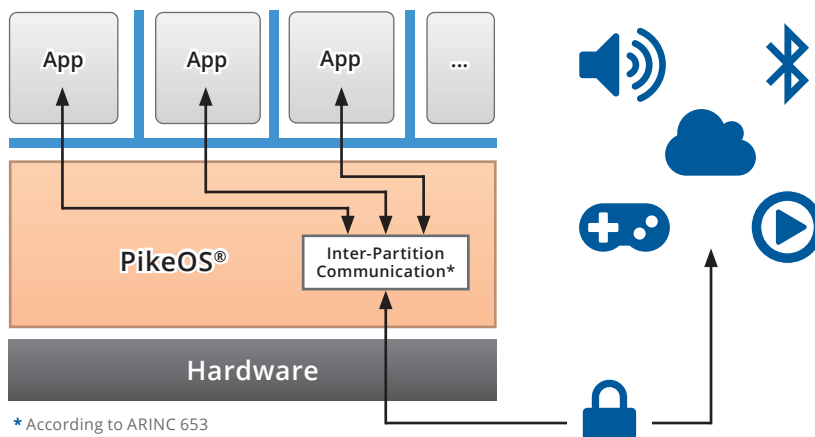 App
App
App
...
PikeOS®
Inter-Partition
Communication*
Hardware
* According to ARINC 653